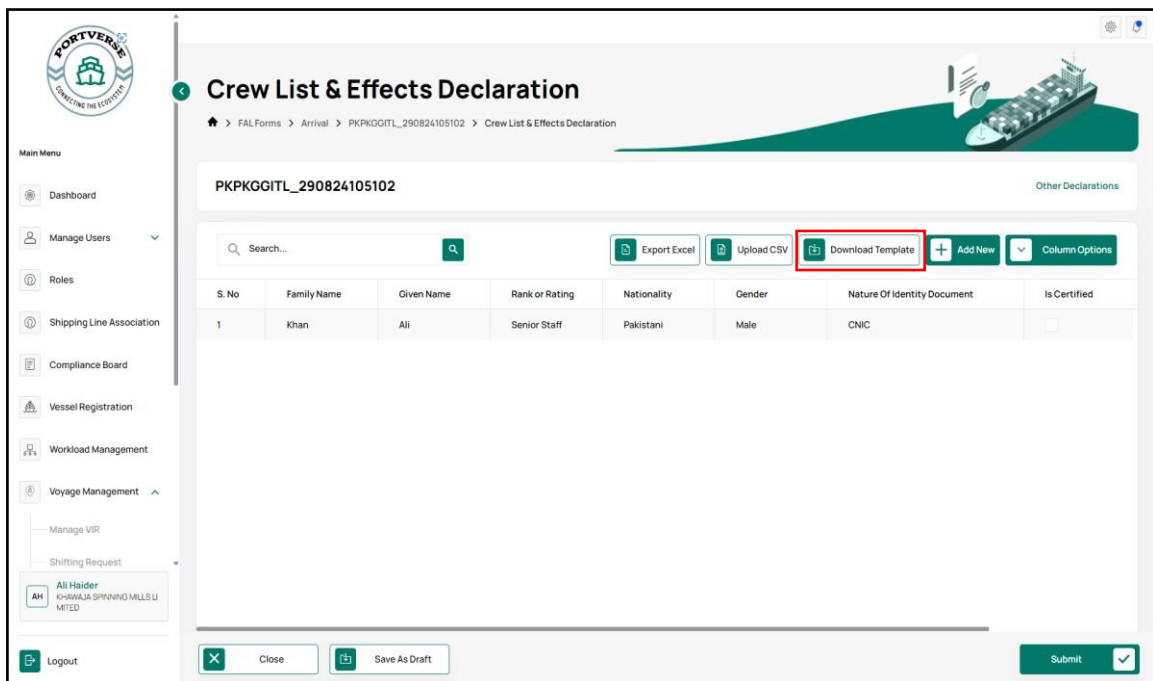 PORTVERSE
CONNECTING THE ECOSYSTEM
Crew List & Effects Declaration
FAL Forms > Arrival > PKPKGGITL_290824105102 > Crew List & Effects Declaration
Main Menu
Dashboard
Manage Users
Roles
Shipping Line Association
Compliance Board
Vessel Registration
Workload Management
Voyage Management
Manage VIR
Shifting Request
AH
Ali Haider
KHAWAJA SPINNING MILLS LI
MITED
Logout
PKPKGGITL_290824105102
Other Declarations
Search...
Export Excel
Upload CSV
Download Template
Add New
Column Options
S. No Family Name Given Name Rank or Rating Nationality Gender Nature Of Identity Document Is Certified
1 Khan Ali Senior Staff Pakistani Male CNIC
Close
Save As Draft
Submit